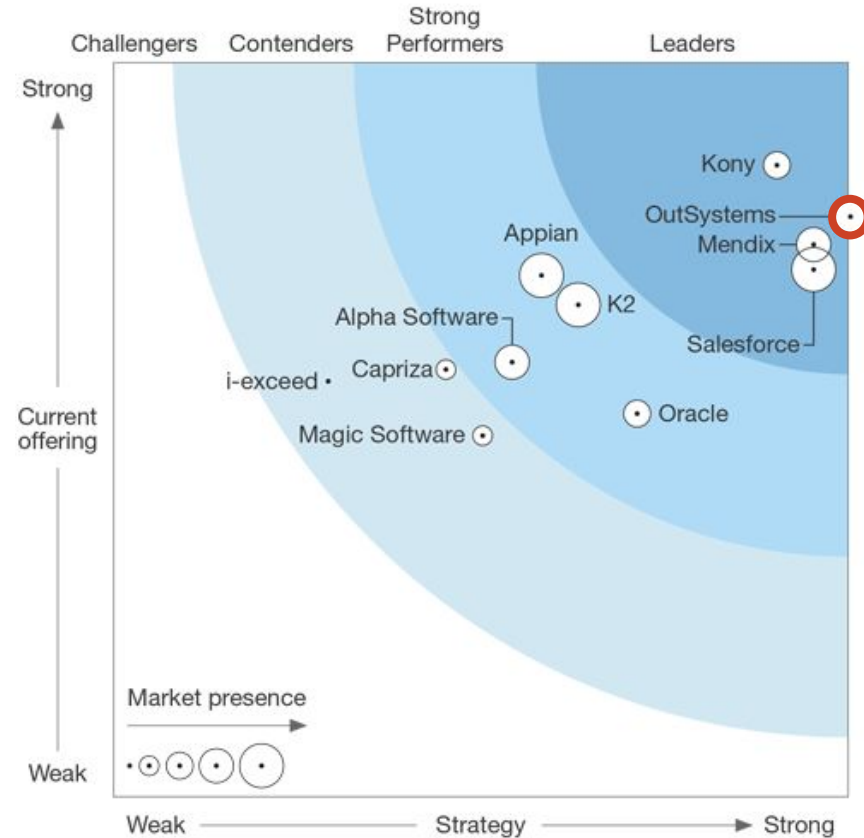 Challengers
Contenders
Strong
Performers
Leaders
Strong
Kony
OutSystems
Mendix
Appian
K2
Alpha Software
Salesforce
Capriza
i-exceed
Current
offering
Oracle
Magic Software
Market presence
Weak
Weak
Strategy
Strong